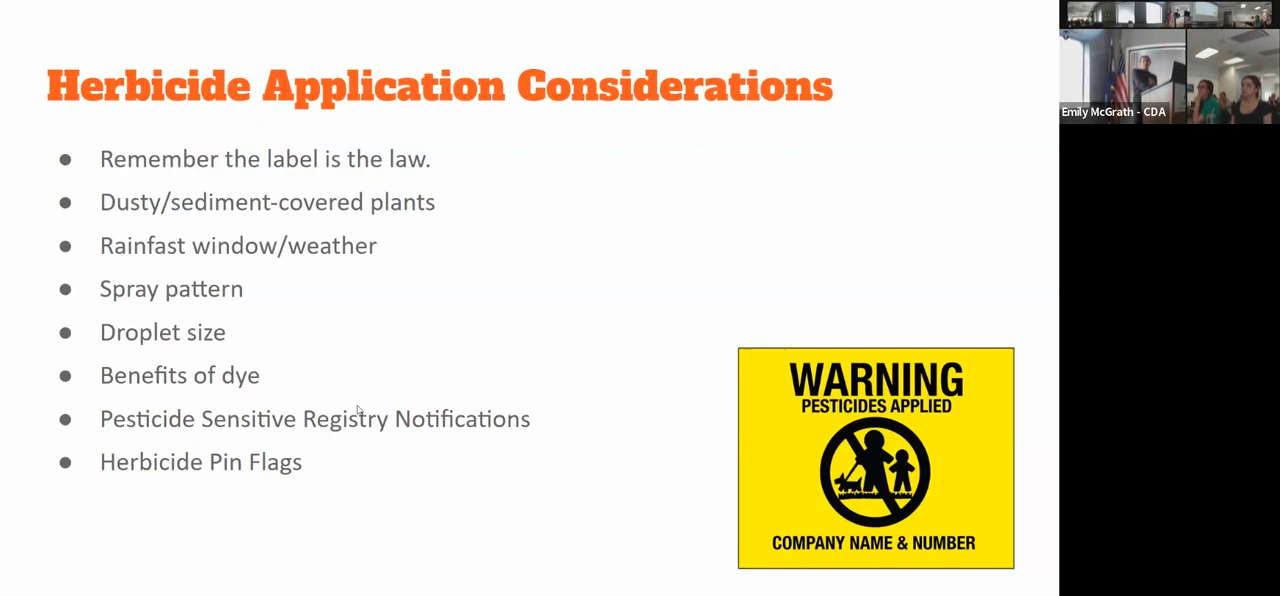 Herbicide Application Considerations
● Remember the label is the law.
● Dusty/sediment-covered plants
● Rainfast window/weather
● Spray pattern
● Droplet size
● Benefits of dye
● Pesticide Sensitive Registry Notifications
● Herbicide Pin Flags
WARNING
PESTICIDES APPLIED
COMPANY NAME & NUMBER
Emily McGrath - CDA